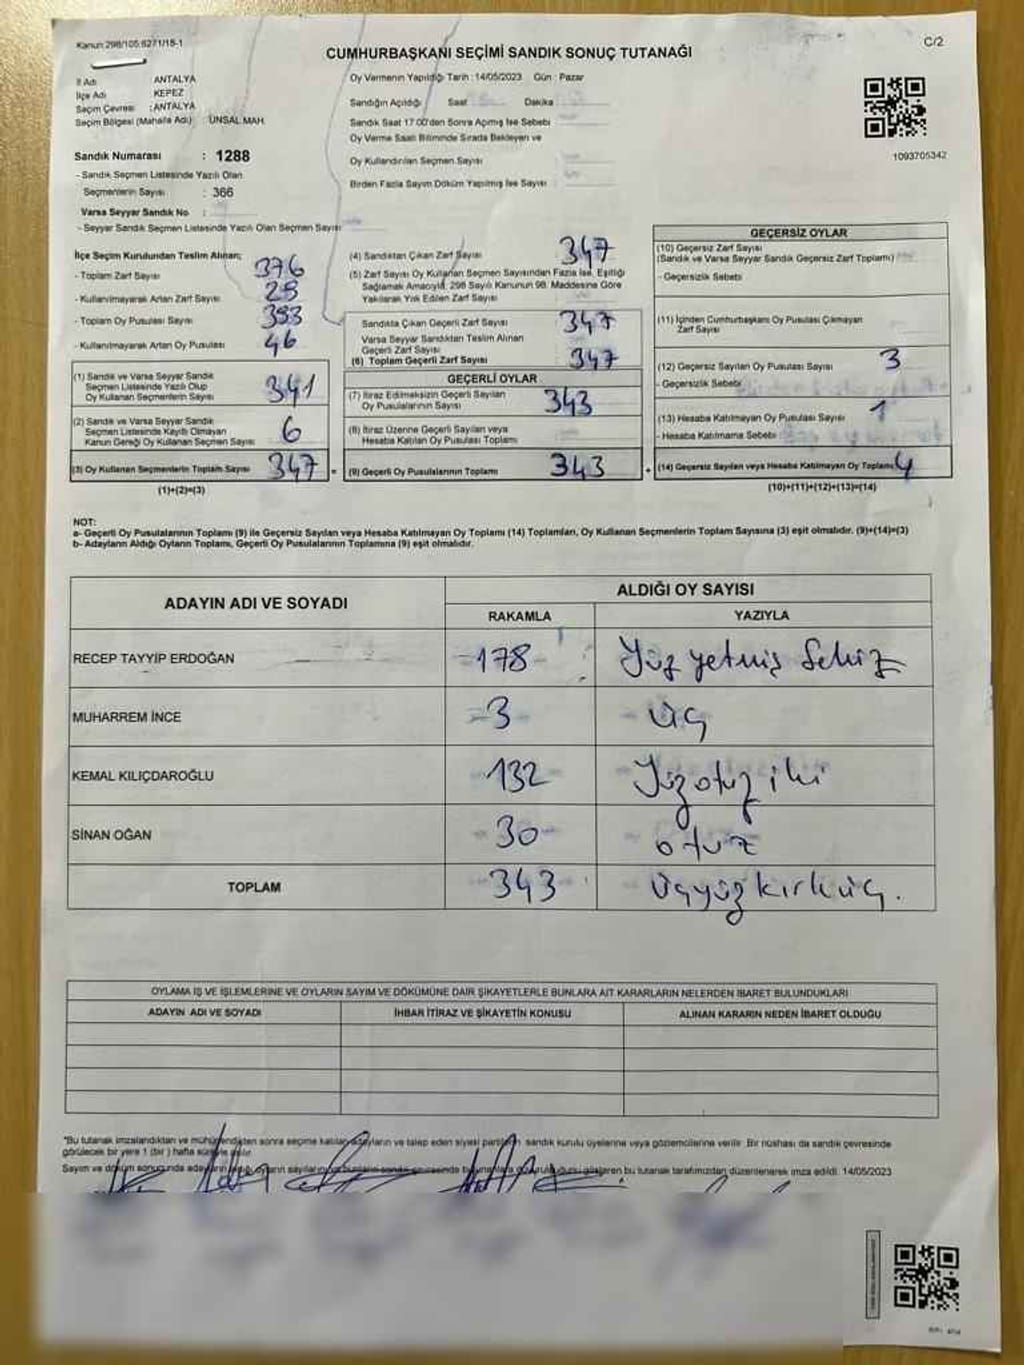 Kanun:298/105:6271/15-1
C/2
CUMHURBAŞKANI SEÇİMİ SANDIK SONUÇ TUTANAĞI
İl Adı ANTALYA
İlçe Adı KEPEZ
Seçim Çevresi :ANTALYA
Seçim Bölgesi (Mahalle Adı) : ÜNSAL MAH.
Sandık Numarası : 1288
- Sandık Seçmen Listesinde Yazılı Olan
Seçmenlerin Sayısı : 366
Varsa Seyyar Sandık No :
- Seyyar Sandık Seçmen Listesinde Yazılı Olan Seçmen Sayısı
Oy Vermenin Yapıldığı Tarih : 14/05/2023 Gün : Pazar
Sandığın Açıldığı Saat Dakika
Sandık Saat 17:00'den Sonra Açmış İse Sebebi
Oy Verme Saati Bitiminde Sırada Bekleyen ve
Oy Kullandırılan Seçmen Sayısı
Birden Fazla Sayım Döküm Yapılmış İse Sayısı
1093705342
İlçe Seçim Kurulundan Teslim Alınan;
- Toplam Zarf Sayısı 376
- Kullanılmayarak Artan Zarf Sayısı 29
- Toplam Oy Pusulası Sayısı 393
- Kullanılmayarak Artan Oy Pusulası 46
(1) Sandık ve Varsa Seyyar Sandık
Seçmen Listesinde Yazılı Olup
Oy Kullanan Seçmenlerin Sayısı 341
(2) Sandık ve Varsa Seyyar Sandık
Seçmen Listesinde Kayıtlı Olmayan
Kanun Gereği Oy Kullanan Seçmen Sayısı 6
(3) Oy Kullanan Seçmenlerin Toplam Sayısı 347 =
(1)+(2)=(3)
(4) Sandıktan Çıkan Zarf Sayısı 347
(5) Zarf Sayısı Oy Kullanan Seçmen Sayısından Fazla İse, Eşitliği
Sağlamak Amacıyla, 298 Sayılı Kanunun 98. Maddesine Göre
Yakılarak Yok Edilen Zarf Sayısı
Sandıkta Çıkan Geçerli Zarf Sayısı 347
Varsa Seyyar Sandıktan Teslim Alınan
Geçerli Zarf Sayısı
(6) Toplam Geçerli Zarf Sayısı 347
GEÇERLİ OYLAR
(7) İtiraz Edilmeksizin Geçerli Sayılan
Oy Pusulalarının Sayısı 343
(8) İtiraz Üzerine Geçerli Sayılan veya
Hesaba Katılan Oy Pusulası Toplamı
(9) Geçerli Oy Pusulalarının Toplamı 343 +
GEÇERSİZ OYLAR
(10) Geçersiz Zarf Sayısı
(Sandık ve Varsa Seyyar Sandık Geçersiz Zarf Toplamı)
- Geçersizlik Sebebi
(11) İçinden Cumhurbaşkanı Oy Pusulası Çıkmayan
Zarf Sayısı
(12) Geçersiz Sayılan Oy Pusulası Sayısı 3
- Geçersizlik Sebebi
(13) Hesaba Katılmayan Oy Pusulası Sayısı 1
- Hesaba Katılmama Sebebi
(14) Geçersiz Sayılan veya Hesaba Katılmayan Oy Toplamı 4
(10)+(11)+(12)+(13)=(14)
NOT:
a- Geçerli Oy Pusulalarının Toplamı (9) ile Geçersiz Sayılan veya Hesaba Katılmayan Oy Toplamı (14) Toplamları, Oy Kullanan Seçmenlerin Toplam Sayısına (3) eşit olmalıdır. (9)+(14)=(3)
b- Adayların Aldığı Oyların Toplamı, Geçerli Oy Pusulalarının Toplamına (9) eşit olmalıdır.
ADAYIN ADI VE SOYADI
ALDIĞI OY SAYISI
RAKAMLA YAZIYLA
RECEP TAYYİP ERDOĞAN 178 Yüz yetmiş Sekiz
MUHARREM İNCE 3 üç
KEMAL KILIÇDAROĞLU 132 Yüz otuz iki
SİNAN OĞAN 30 otuz
TOPLAM 343 Üçyüzkırküç.
OYLAMA İŞ VE İŞLEMLERİNE VE OYLARIN SAYIM VE DÖKÜMÜNE DAİR ŞİKAYETLERLE BUNLARA AİT KARARLARIN NELERDEN İBARET BULUNDUKLARI
ADAYIN ADI VE SOYADI İHBAR İTİRAZ VE ŞİKAYETİN KONUSU ALINAN KARARIN NEDEN İBARET OLDUĞU
*Bu tutanak imzalandıktan ve mühürlendikten sonra seçime katılan adayların ve talep eden siyasi partilerin sandık kurulu üyelerine veya gözlemcilerine verilir. Bir nüshası da sandık çevresinde
görülecek bir yere 1 (bir) hafta süreyle asılır.
Sayım ve döküm sonucunda adayların aldığı oyların sayılarını ve bunların sandık çevresinde bulunanlara duyurulduğunu gösteren bu tutanak tarafımızdan düzenlenerek imza edildi. 14/05/2023